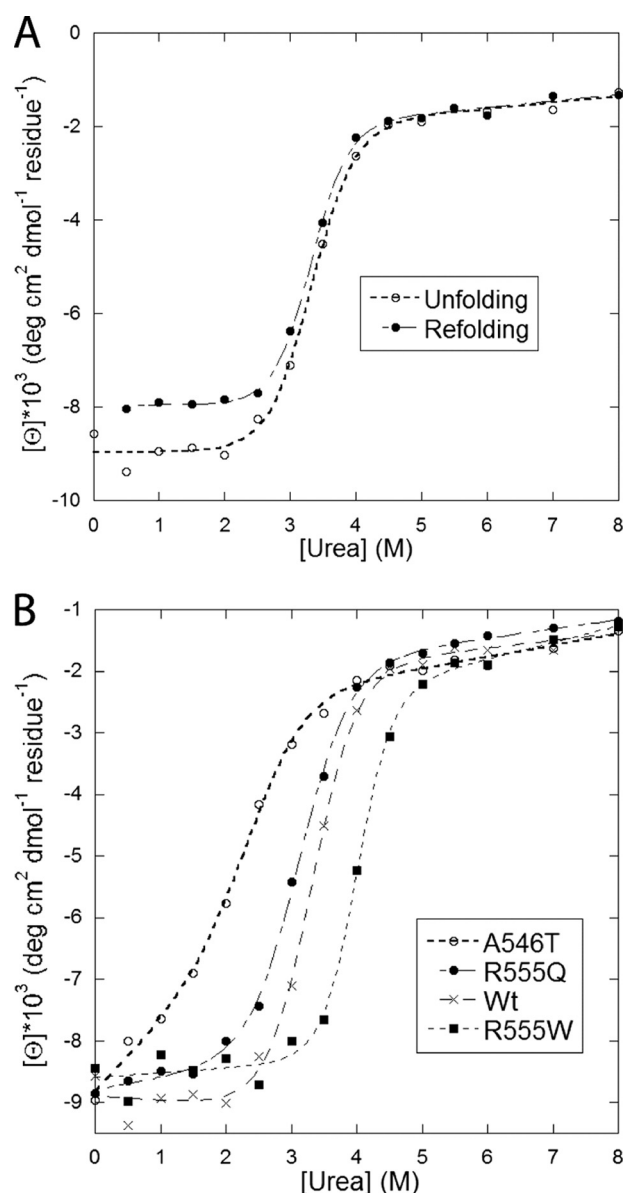 A
0
-2
-4
-6
-8
-10
[Θ]*10³ (deg cm² dmol⁻¹ residue⁻¹)
Unfolding
Refolding
0 1 2 3 4 5 6 7 8
[Urea] (M)
B
-1
-2
-3
-4
-5
-6
-7
-8
-9
[Θ]*10³ (deg cm² dmol⁻¹ residue⁻¹)
A546T
R555Q
Wt
R555W
0 1 2 3 4 5 6 7 8
[Urea] (M)